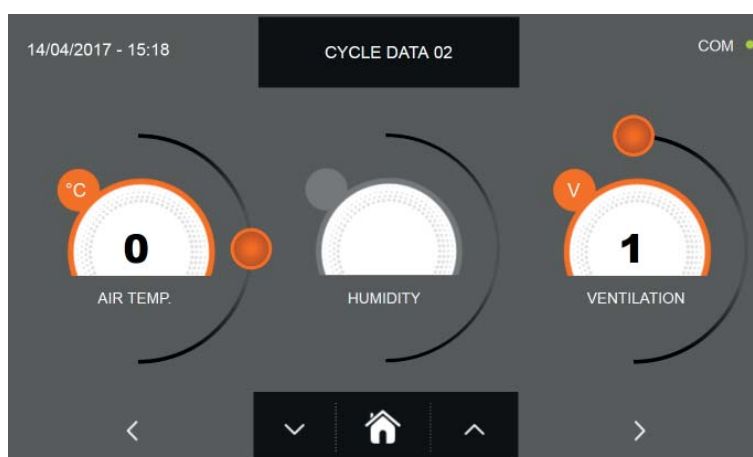 14/04/2017 - 15:18
CYCLE DATA 02
COM
°C
V
0
1
AIR TEMP.
HUMIDITY
VENTILATION